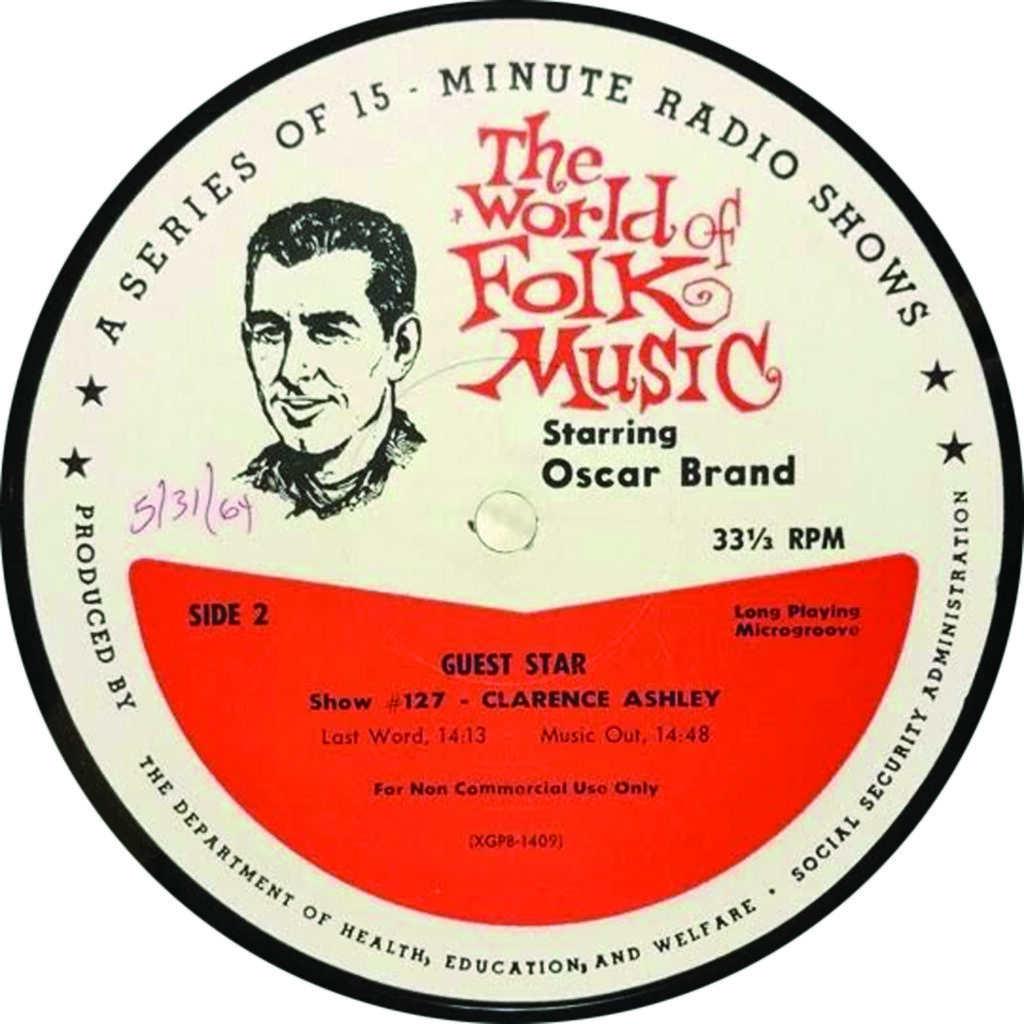 A SERIES OF 15 - MINUTE RADIO SHOWS
The
World of
Folk
Music
Starring
Oscar Brand
5/31/64
33⅓ RPM
SIDE 2
Long Playing
Microgroove
GUEST STAR
Show #127 - CLARENCE ASHLEY
Last Word, 14:13 Music Out, 14:48
For Non Commercial Use Only
(XGPB-1409)
PRODUCED BY
THE DEPARTMENT OF HEALTH, EDUCATION, AND WELFARE • SOCIAL SECURITY ADMINISTRATION